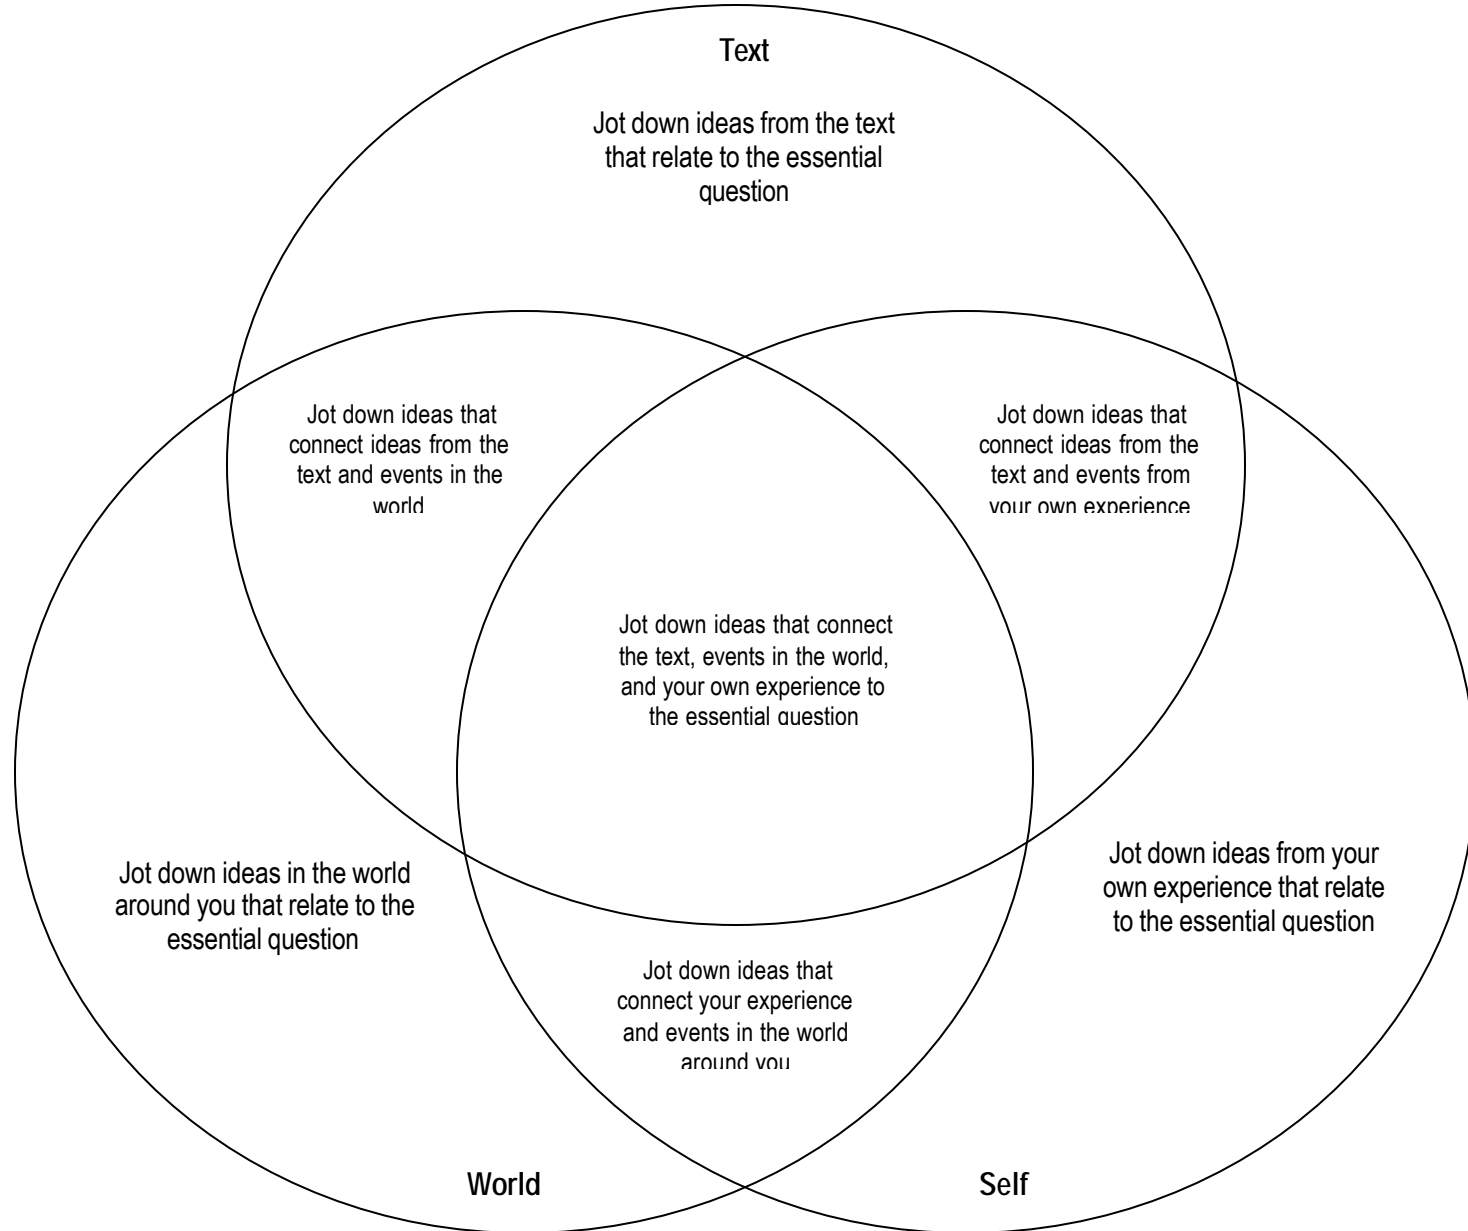 Text
Jot down ideas from the text
that relate to the essential
question
Jot down ideas that
connect ideas from the
text and events in the
world
Jot down ideas that
connect ideas from the
text and events from
your own experience
Jot down ideas that connect
the text, events in the world,
and your own experience to
the essential question
Jot down ideas in the world
around you that relate to the
essential question
Jot down ideas from your
own experience that relate
to the essential question
Jot down ideas that
connect your experience
and events in the world
around you
World
Self